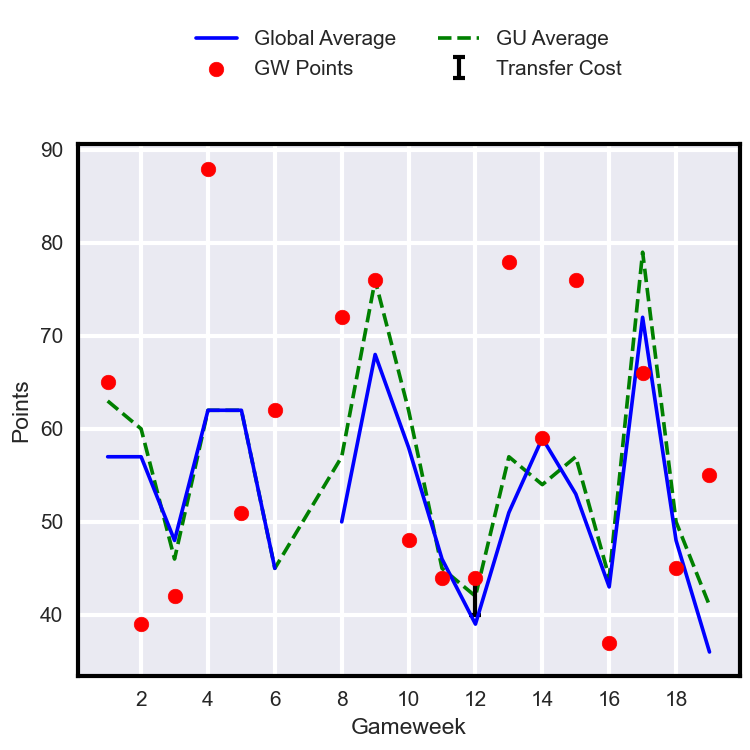 Global Average
GU Average
GW Points
Transfer Cost
90
80
70
60
50
40
Points
2 4 6 8 10 12 14 16 18
Gameweek